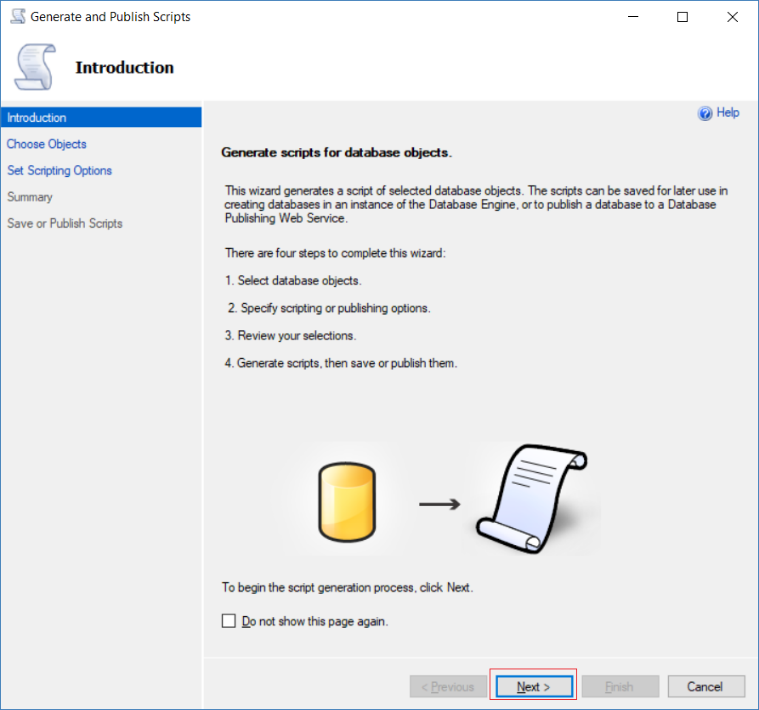 Generate and Publish Scripts
Introduction
Introduction
Help
Choose Objects
Set Scripting Options
Summary
Save or Publish Scripts
Generate scripts for database objects.
This wizard generates a script of selected database objects. The scripts can be saved for later use in
creating databases in an instance of the Database Engine, or to publish a database to a Database
Publishing Web Service.
There are four steps to complete this wizard:
1. Select database objects.
2. Specify scripting or publishing options.
3. Review your selections.
4. Generate scripts, then save or publish them.
To begin the script generation process, click Next.
Do not show this page again.
< Previous
Next >
Finish
Cancel